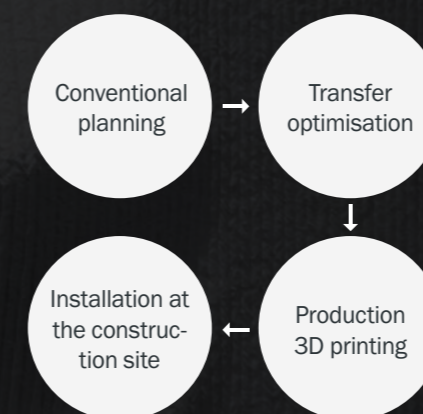 Conventional
planning
Transfer
optimisation
Production
3D printing
Installation at
the construc-
tion site